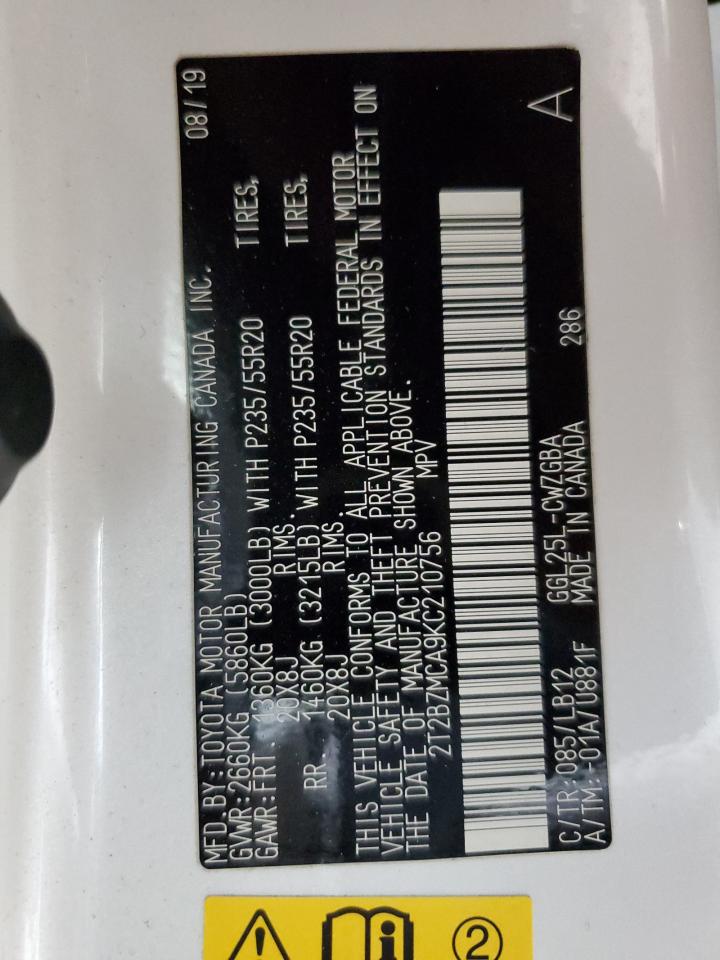 MFD.BY:TOYOTA MOTOR MANUFACTURING CANADA INC. 08/19
GVWR:2660KG (5860LB)
GAWR:FRT. 1360KG (3000LB) WITH P235/55R20 TIRES,
20X8J RIMS.
RR. 1460KG (3215LB) WITH P235/55R20 TIRES,
20X8J RIMS.
THIS VEHICLE CONFORMS TO ALL APPLICABLE FEDERAL MOTOR
VEHICLE SAFETY AND THEFT PREVENTION STANDARDS IN EFFECT ON
THE DATE OF MANUFACTURE SHOWN ABOVE.
2T2BZMCA9KC210756 MPV
C/TR:085/LB12 GGL25L-CWZGBA 286 A
A/TM:-01A/U881F MADE IN CANADA
2